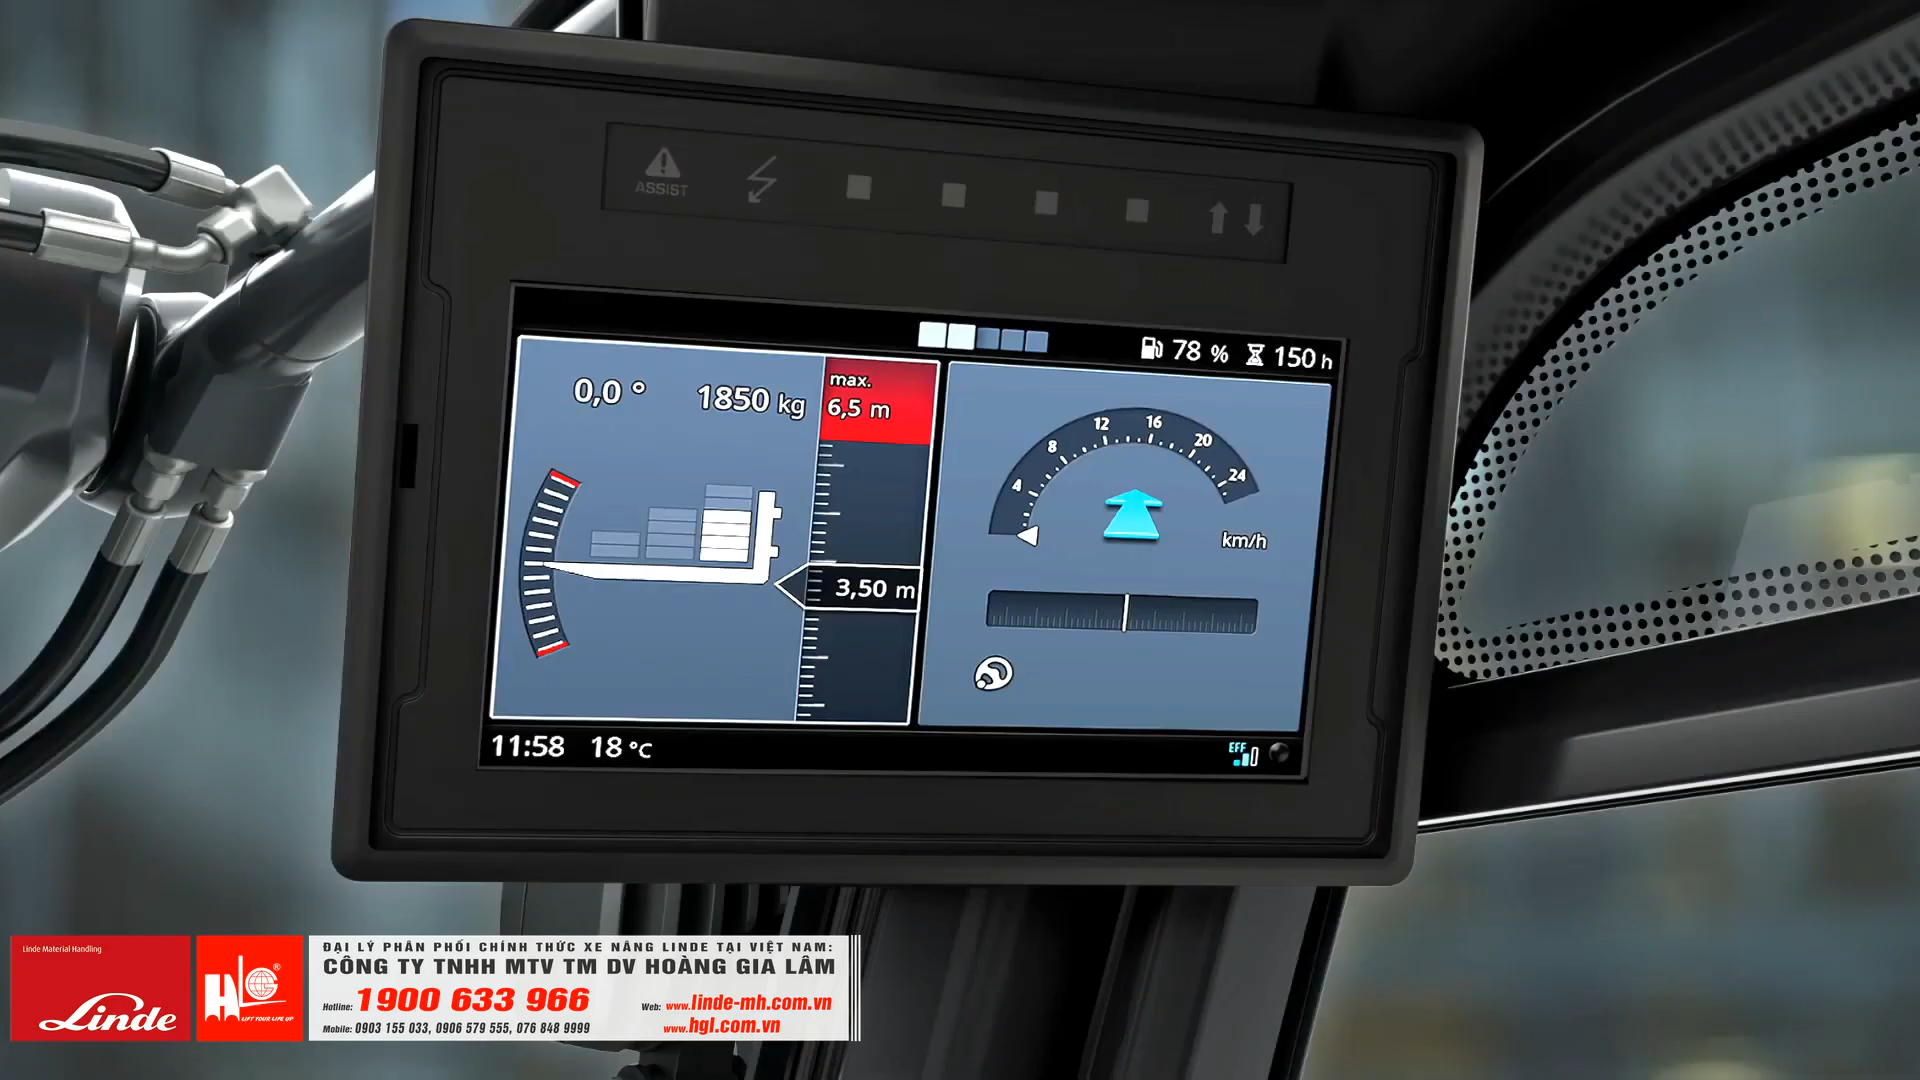 ASSIST
78 % 150 h
0,0 ° 1850 kg
max.
6,5 m
3,50 m
4 8 12 16 20 24
km/h
11:58 18 °C
EFF
Linde Material Handling
Linde
HLG ®
LIFT YOUR LIFE UP
ĐẠI LÝ PHÂN PHỐI CHÍNH THỨC XE NÂNG LINDE TẠI VIỆT NAM:
CÔNG TY TNHH MTV TM DV HOÀNG GIA LÂM
Hotline: 1900 633 966 Web: www.linde-mh.com.vn
Mobile: 0903 155 033, 0906 579 555, 076 848 9999 www.hgl.com.vn